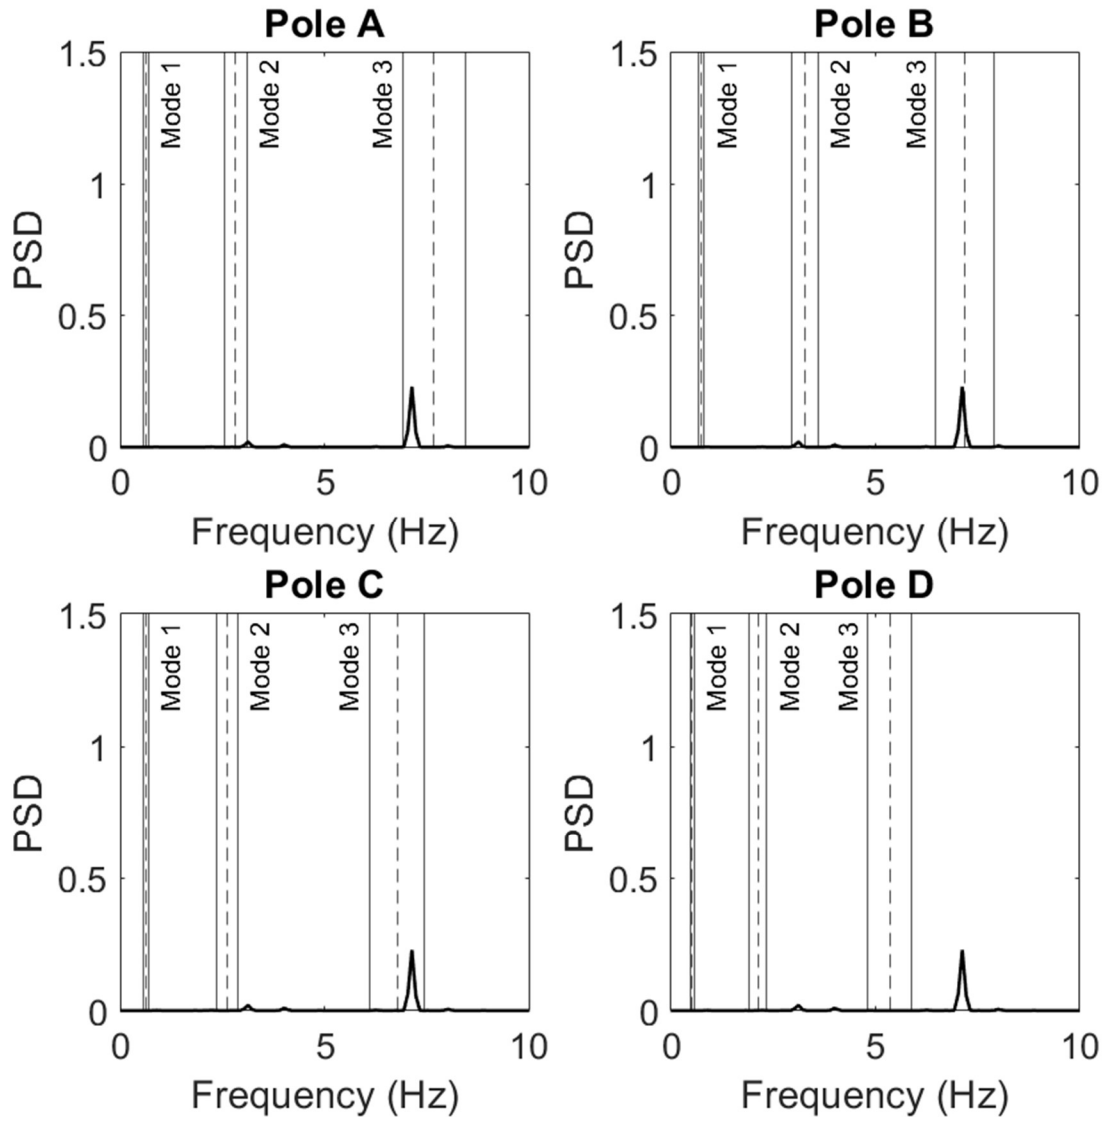 Pole A
1.5
1
0.5
0
PSD
Mode 1
Mode 2
Mode 3
0 5 10
Frequency (Hz)
Pole B
1.5
1
0.5
0
PSD
Mode 1
Mode 2
Mode 3
0 5 10
Frequency (Hz)
Pole C
1.5
1
0.5
0
PSD
Mode 1
Mode 2
Mode 3
0 5 10
Frequency (Hz)
Pole D
1.5
1
0.5
0
PSD
Mode 1
Mode 2
Mode 3
0 5 10
Frequency (Hz)